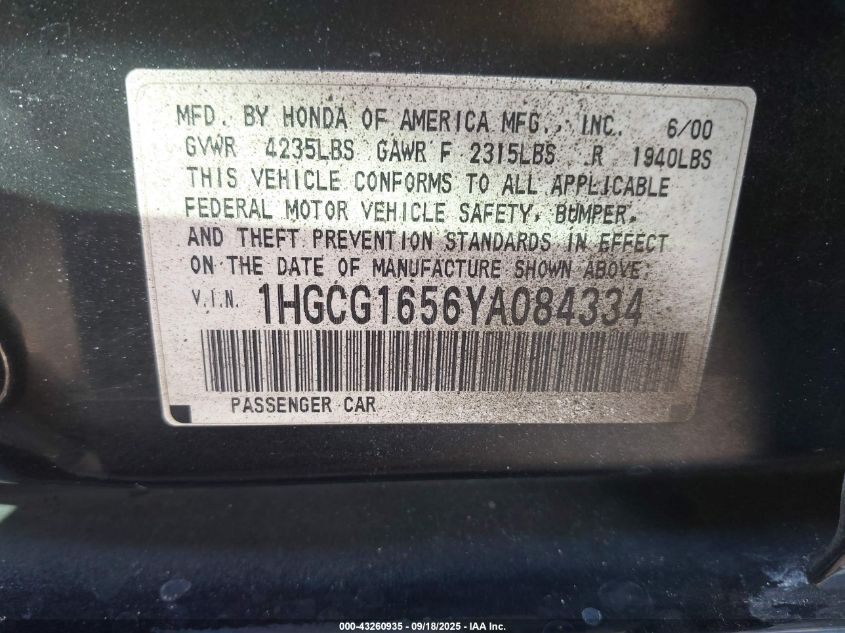 MFD. BY HONDA OF AMERICA MFG., INC. 6/00
GVWR 4235LBS GAWR F 2315LBS R 1940LBS
THIS VEHICLE CONFORMS TO ALL APPLICABLE
FEDERAL MOTOR VEHICLE SAFETY, BUMPER,
AND THEFT PREVENTION STANDARDS IN EFFECT
ON THE DATE OF MANUFACTURE SHOWN ABOVE.
V.I.N. 1HGCG1656YA084334
PASSENGER CAR
000-43260935 - 09/18/2025 - IAA Inc.